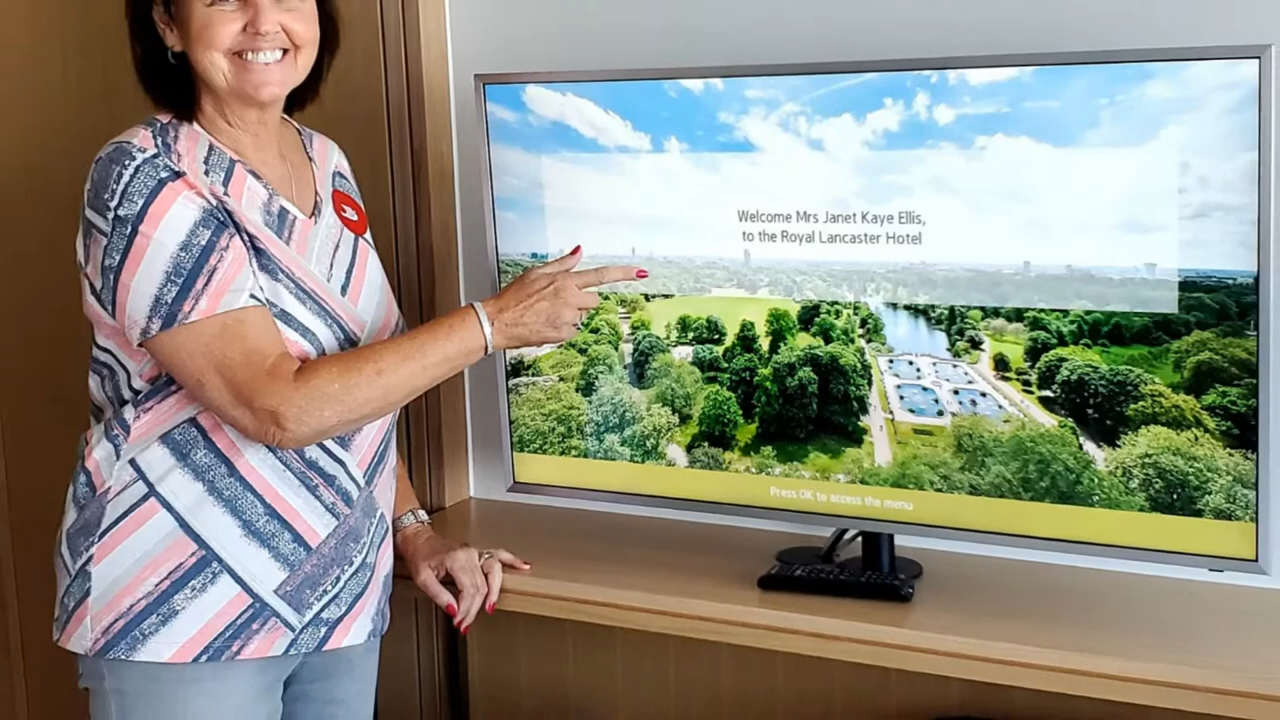 Welcome Mrs Janet Kaye Ellis,
to the Royal Lancaster Hotel
Press OK to access the menu